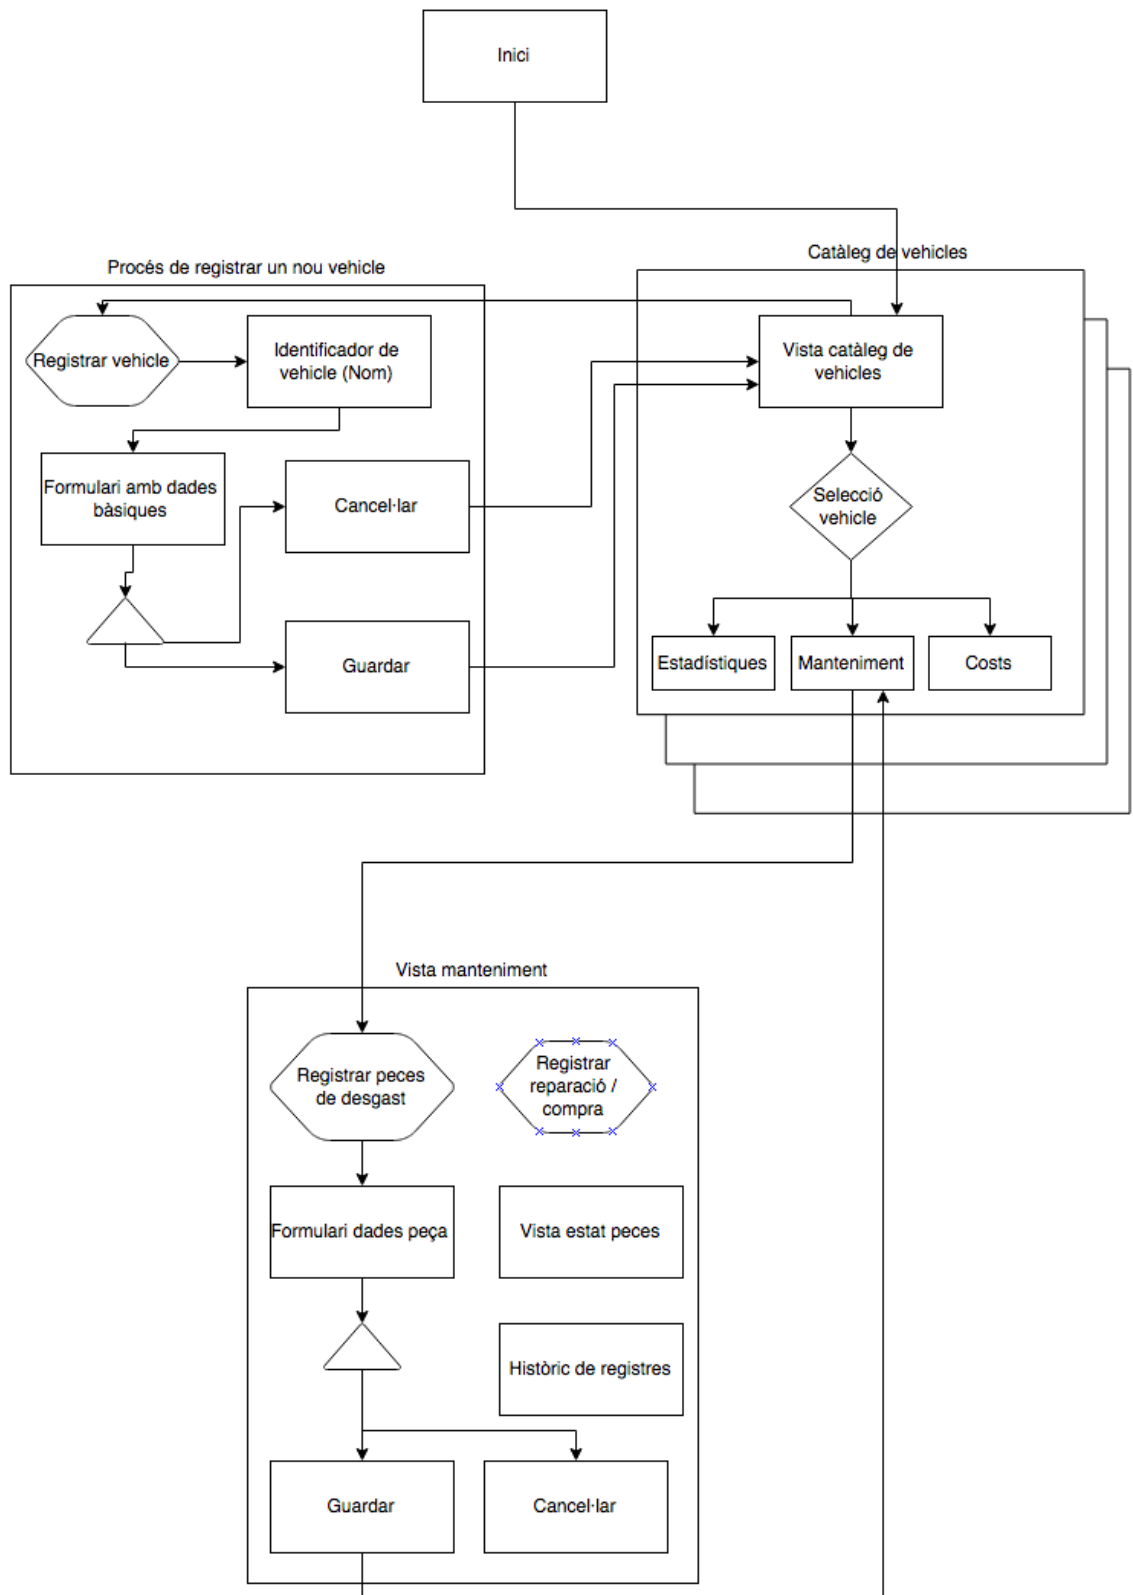 Inici
Procés de registrar un nou vehicle
Catàleg de vehicles
Registrar vehicle
Identificador de
vehicle (Nom)
Vista catàleg de
vehicles
Formulari amb dades
bàsiques
Cancel·lar
Selecció
vehicle
Guardar
Estadístiques
Manteniment
Costs
Vista manteniment
Registrar peces
de desgast
Registrar
reparació /
compra
Formulari dades peça
Vista estat peces
Històric de registres
Guardar
Cancel·lar